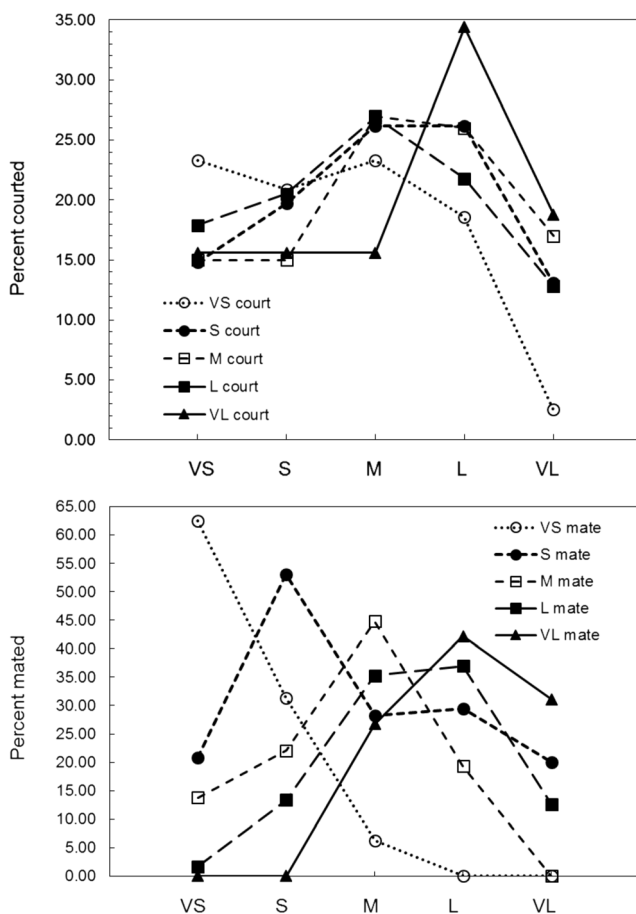 Percent courted
35.00
30.00
25.00
20.00
15.00
10.00
5.00
0.00
VS court
S court
M court
L court
VL court
VS S M L VL
Percent mated
65.00
60.00
55.00
50.00
45.00
40.00
35.00
30.00
25.00
20.00
15.00
10.00
5.00
0.00
VS mate
S mate
M mate
L mate
VL mate
VS S M L VL